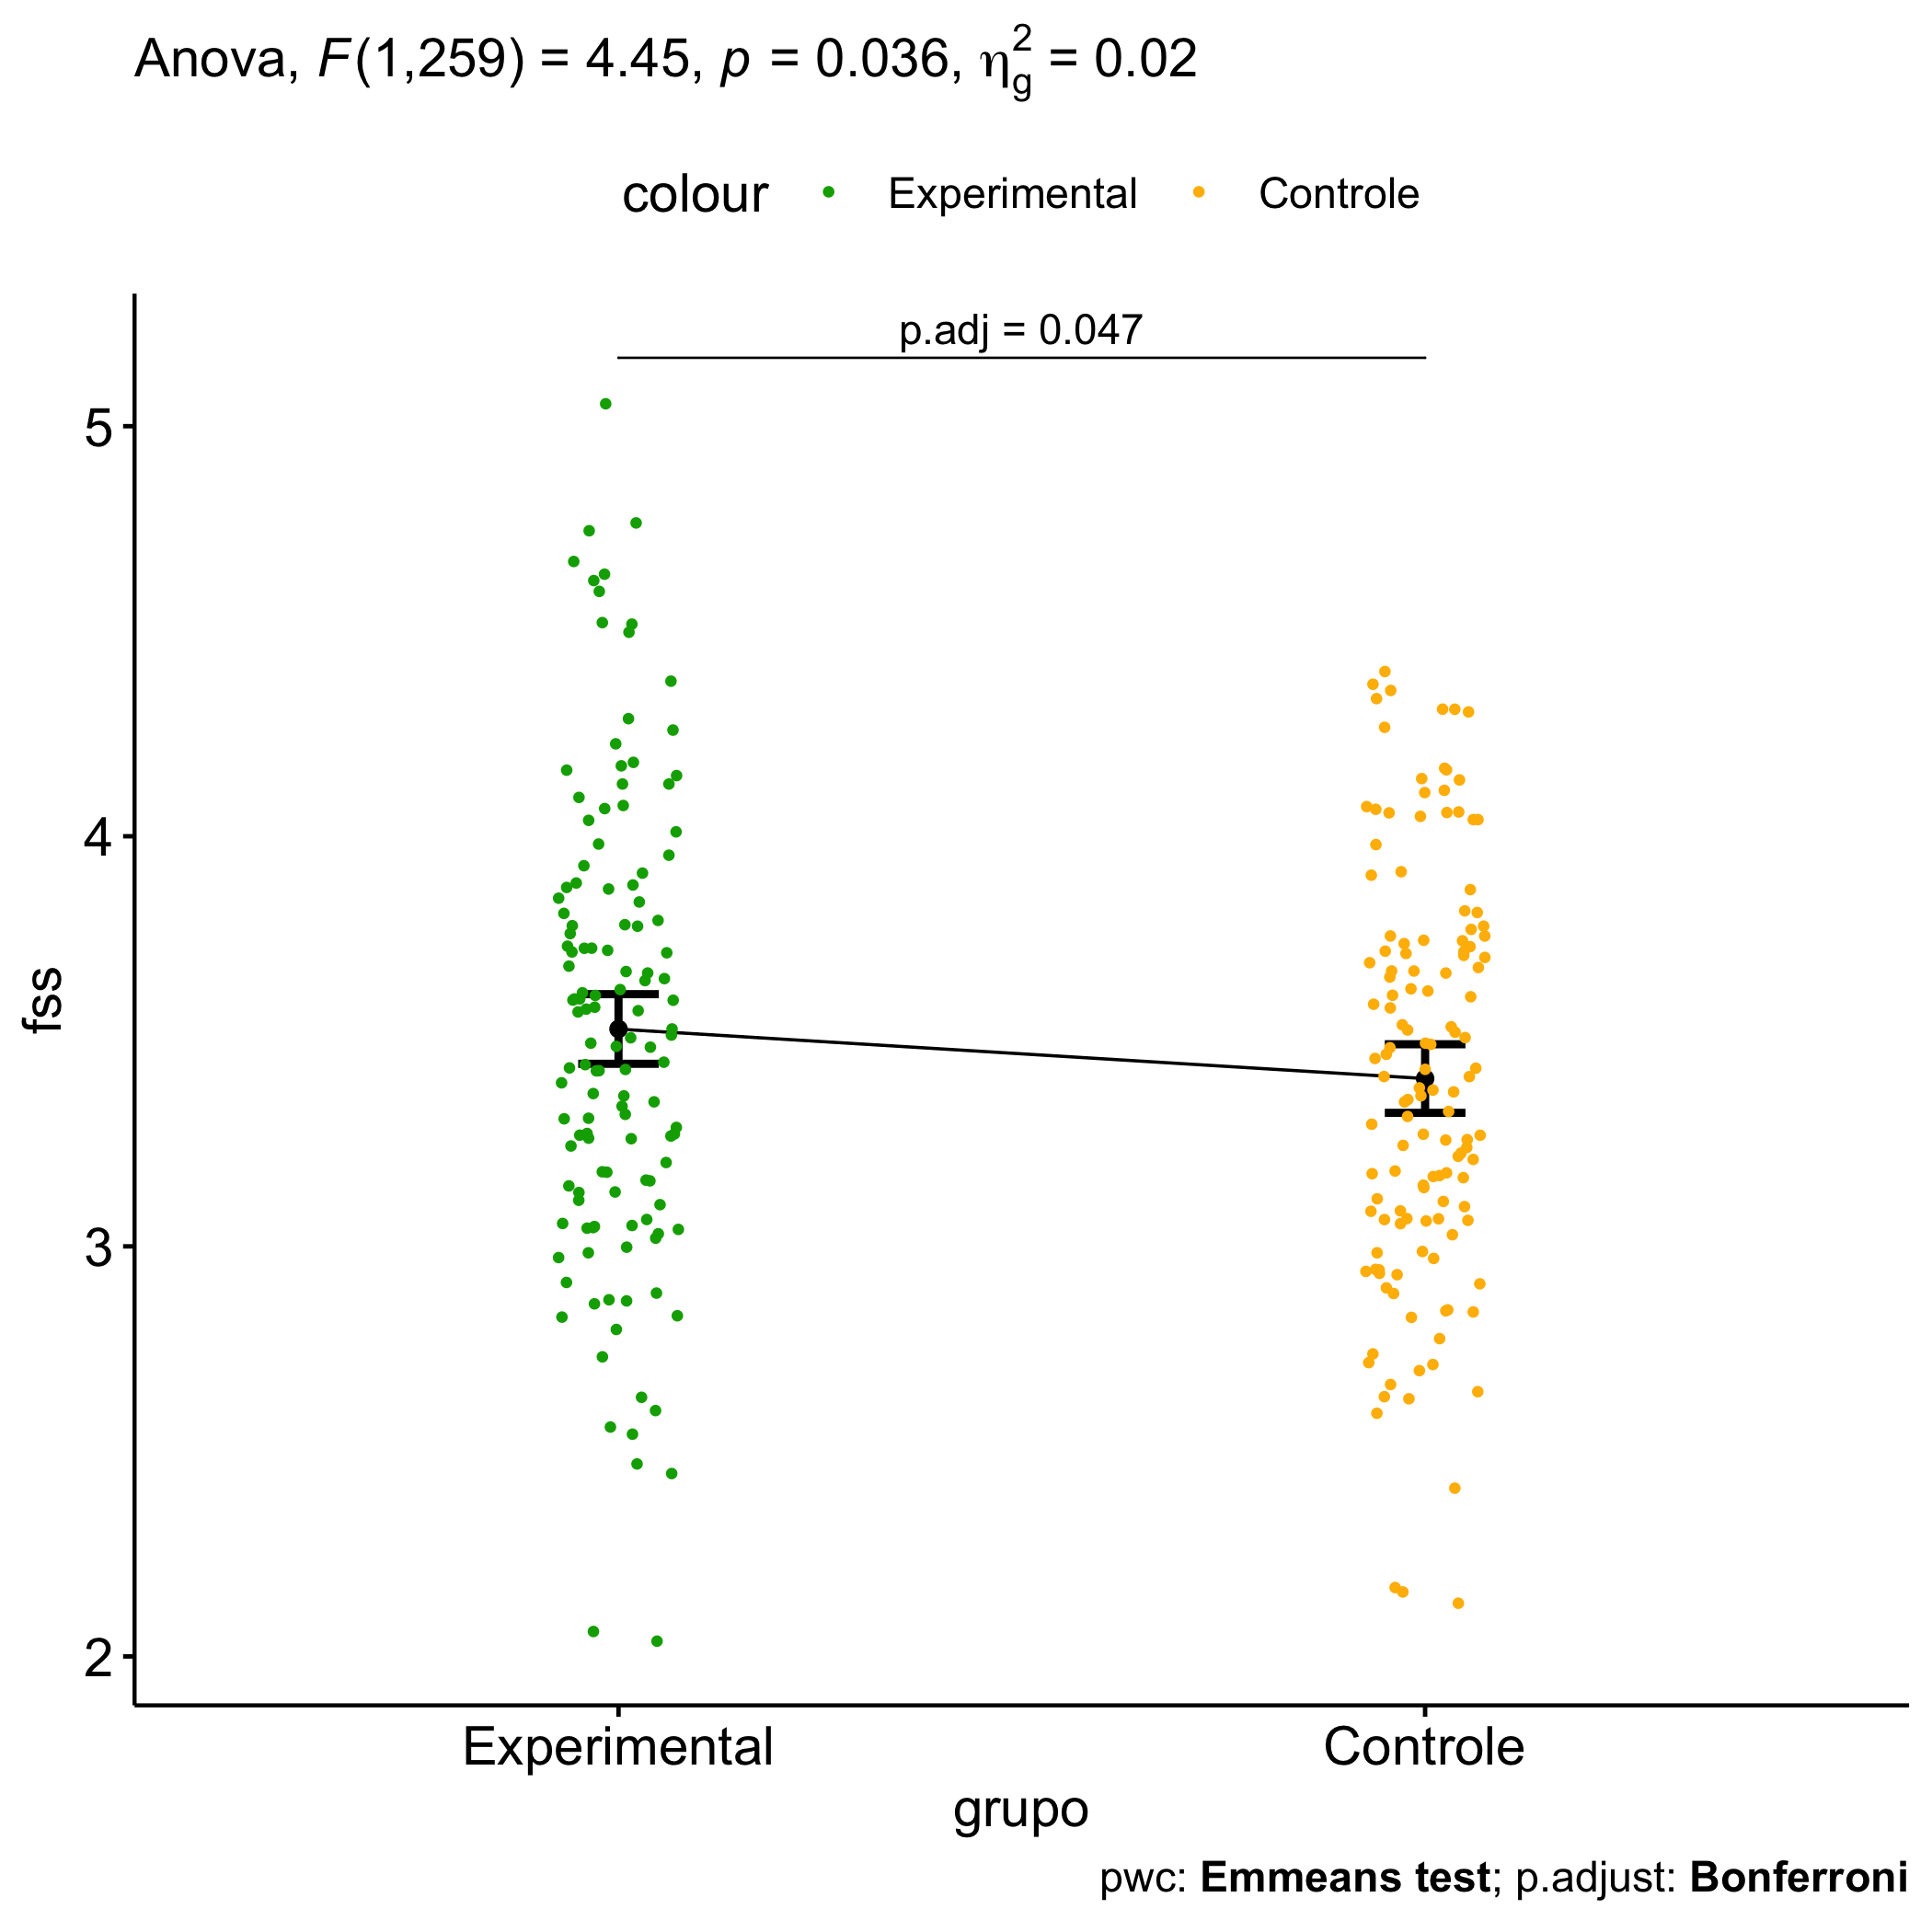 Anova, F(1,259) = 4.45, p = 0.036, η²g = 0.02
colour Experimental Controle
p.adj = 0.047
5
4
3
2
fss
Experimental Controle
grupo
pwc: Emmeans test; p.adjust: Bonferroni